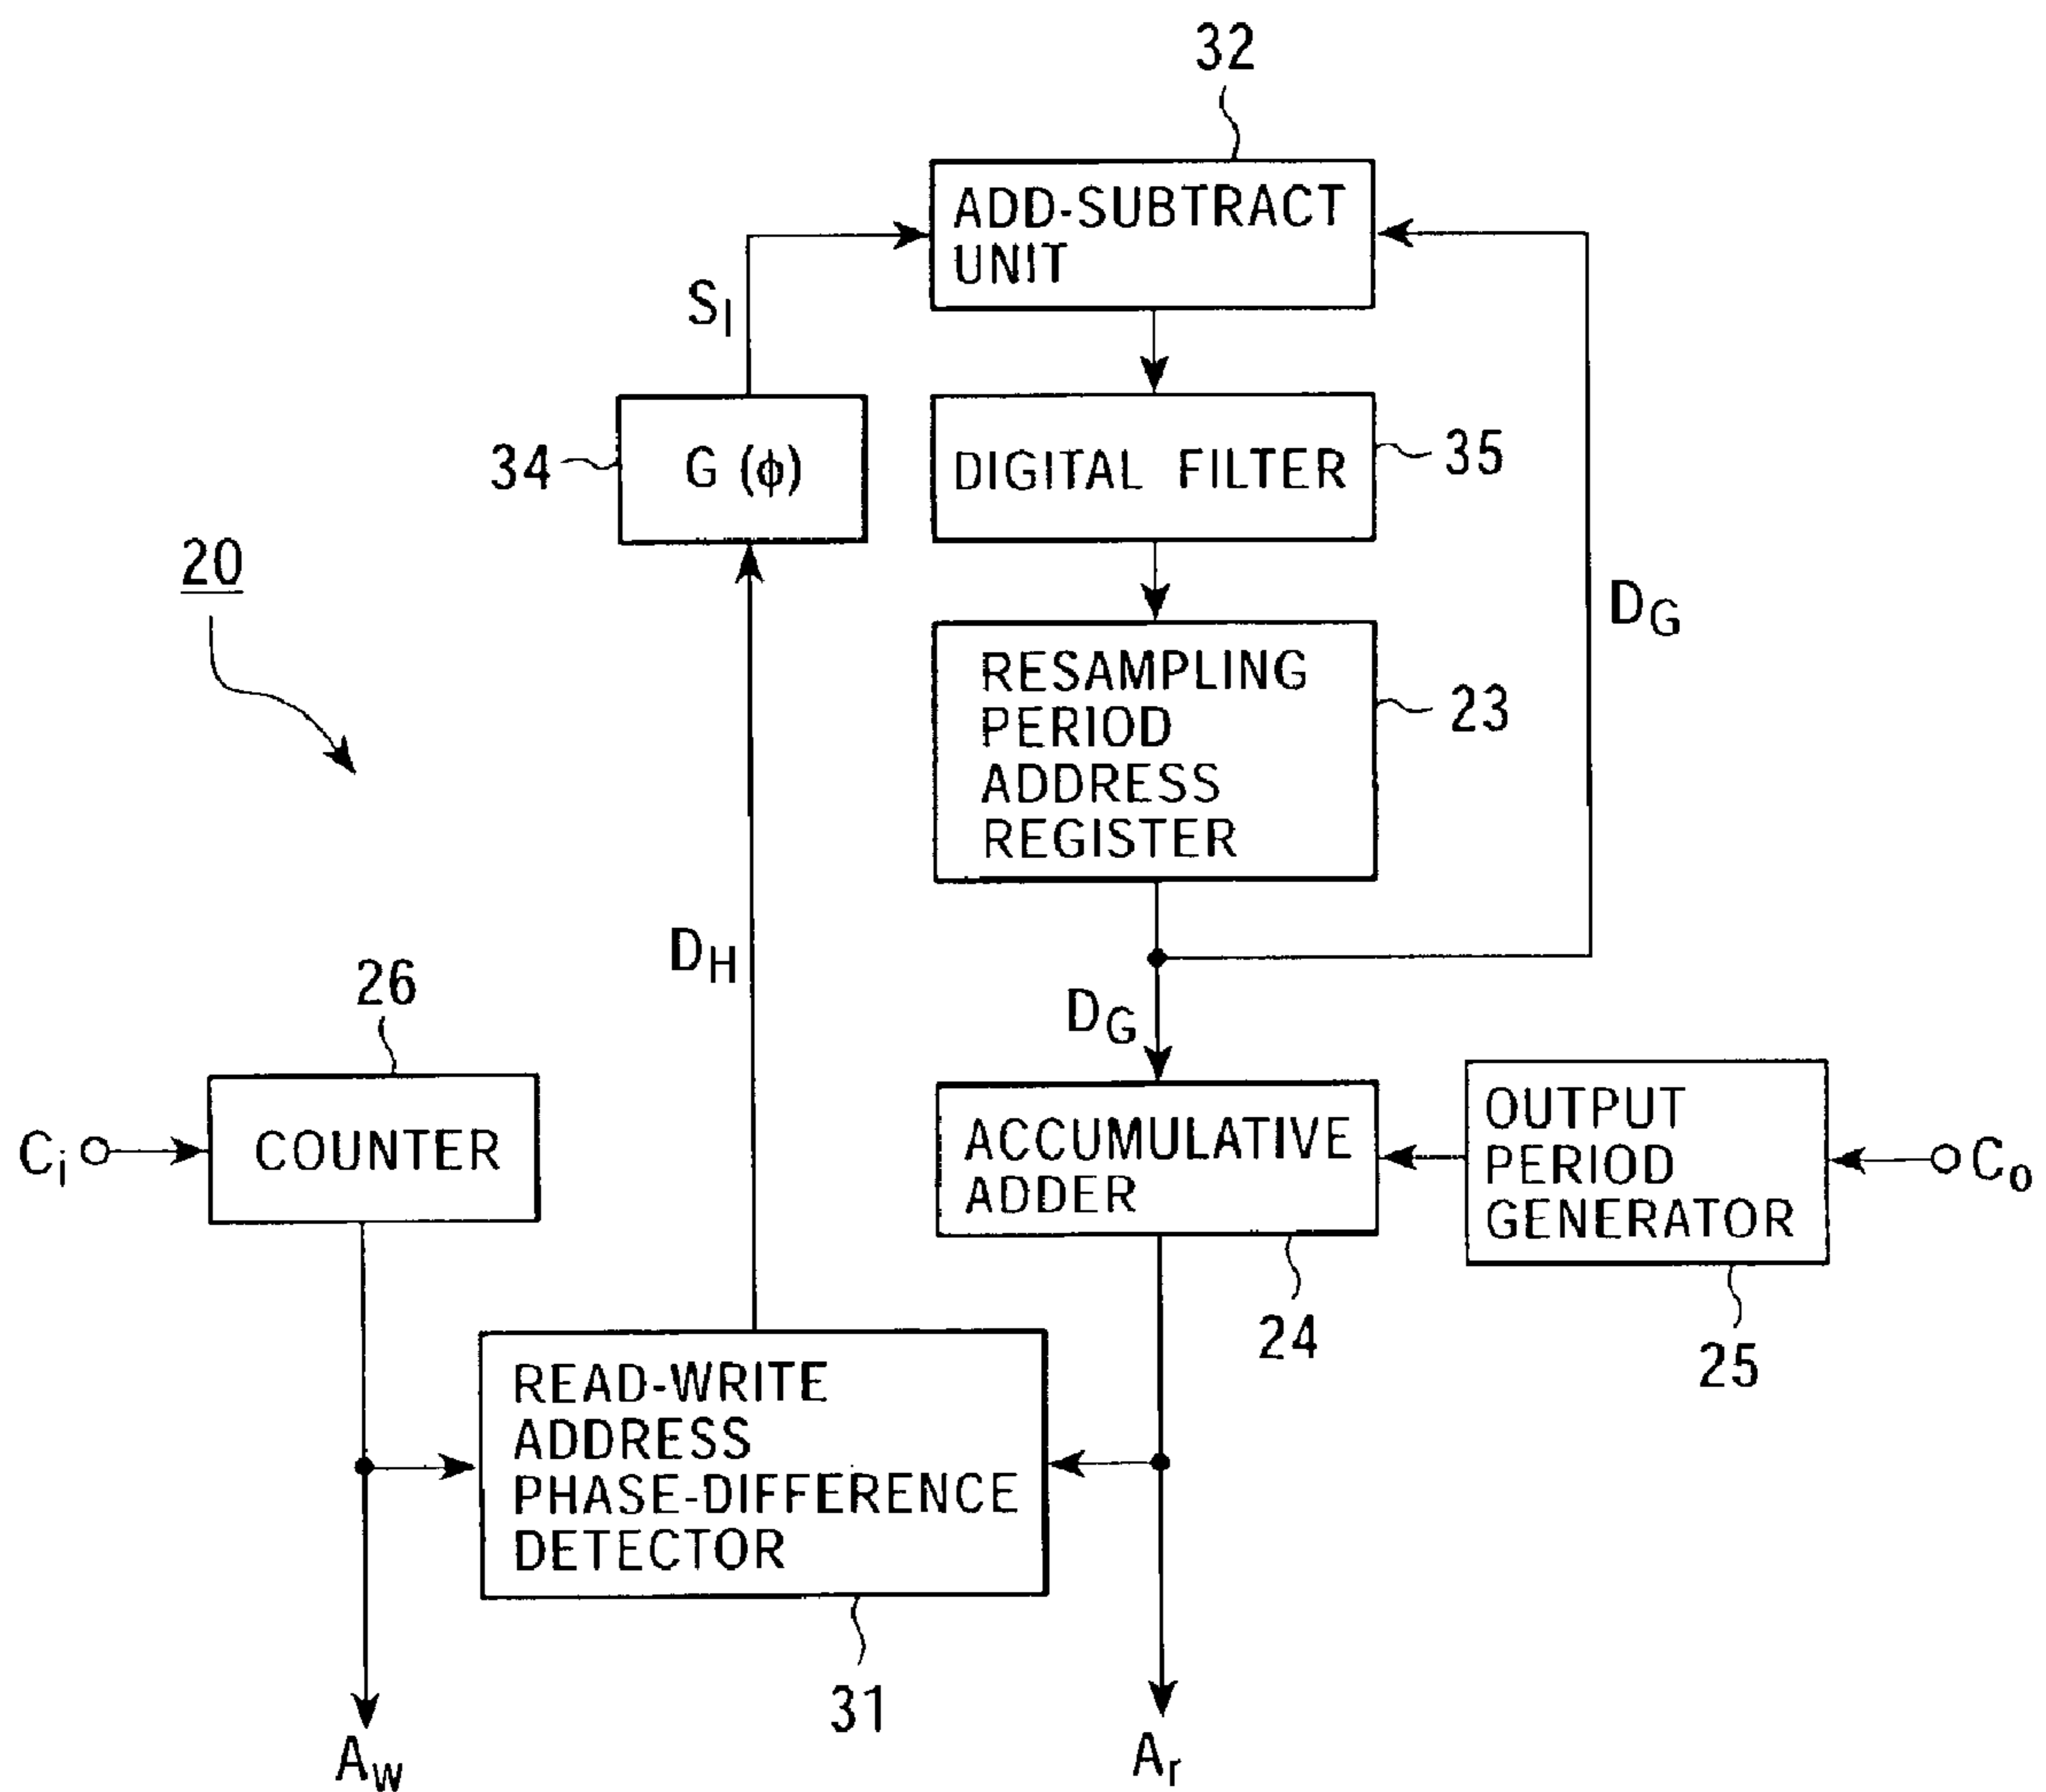 32
ADD-SUBTRACT
UNIT
S_I
34
G (ϕ)
DIGITAL FILTER
35
20
D_G
RESAMPLING
PERIOD
ADDRESS
REGISTER
23
D_H
26
D_G
C_i
COUNTER
ACCUMULATIVE
ADDER
OUTPUT
PERIOD
GENERATOR
C_o
24
25
READ-WRITE
ADDRESS
PHASE-DIFFERENCE
DETECTOR
31
A_w
A_r